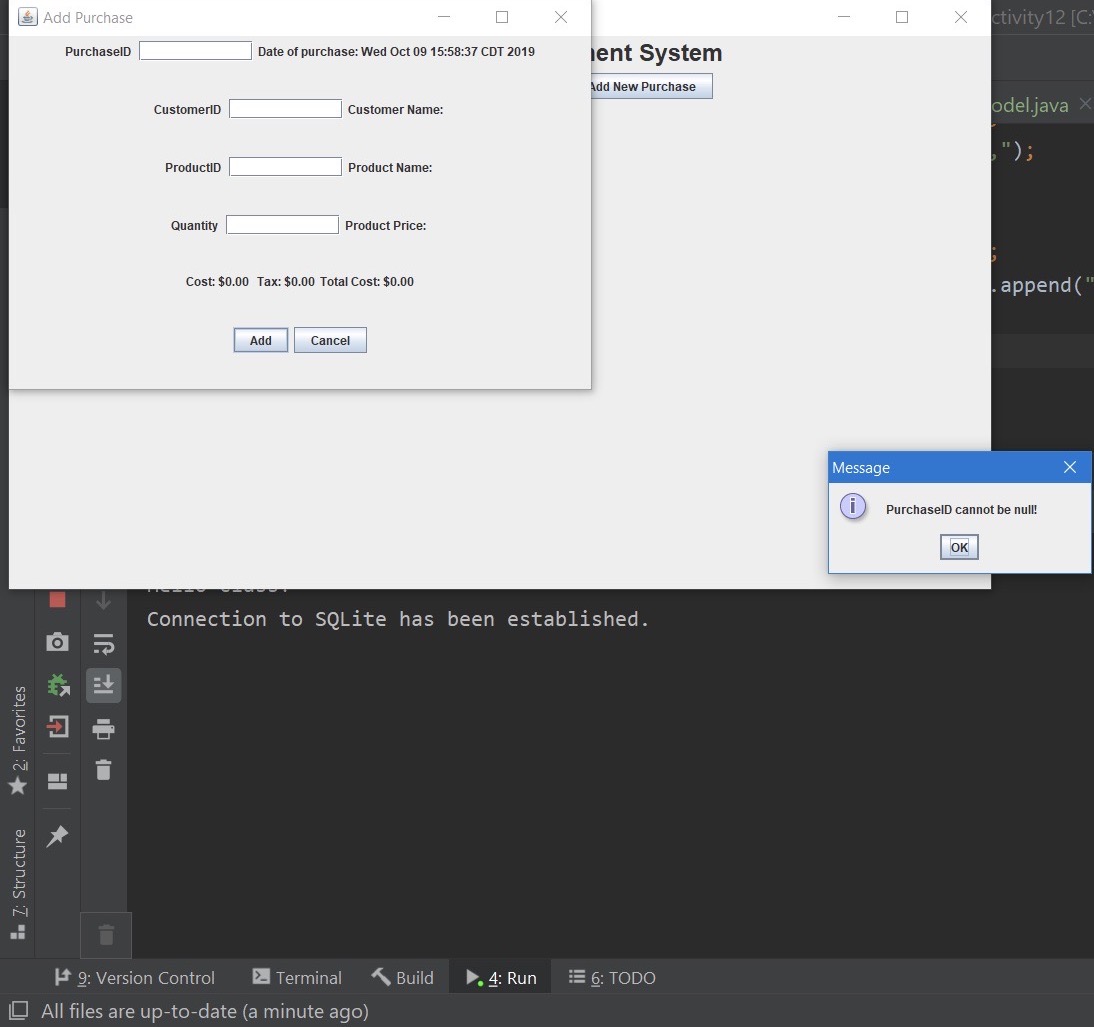 Add Purchase
ctivity12 [C:\
PurchaseID Date of purchase: Wed Oct 09 15:58:37 CDT 2019
ent System
Add New Purchase
odel.java
CustomerID Customer Name:
,");
ProductID Product Name:
Quantity Product Price:
;
.append("
Cost: $0.00 Tax: $0.00 Total Cost: $0.00
Add Cancel
Message
PurchaseID cannot be null!
OK
Hello Class!
Connection to SQLite has been established.
2: Favorites
7: Structure
9: Version Control Terminal Build 4: Run 6: TODO
All files are up-to-date (a minute ago)